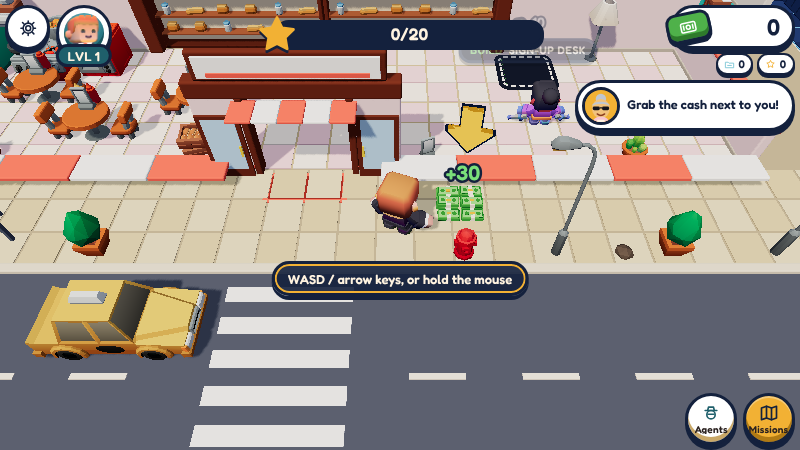 0/20
0
LVL 1
SIGN-UP DESK
0
0
Grab the cash next to you!
+30
WASD / arrow keys, or hold the mouse
Agents
Missions